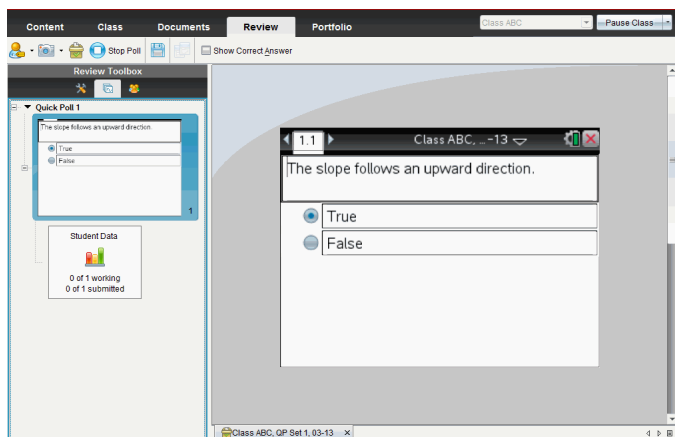 Content Class Documents Review Portfolio Class ABC Pause Class
Stop Poll Show Correct Answer
Review Toolbox
Quick Poll 1
The slope follows an upward direction.
True
False
1
Student Data
0 of 1 working
0 of 1 submitted
1.1 Class ABC, ...-13
The slope follows an upward direction.
True
False
Class ABC, QP Set 1, 03-13 x